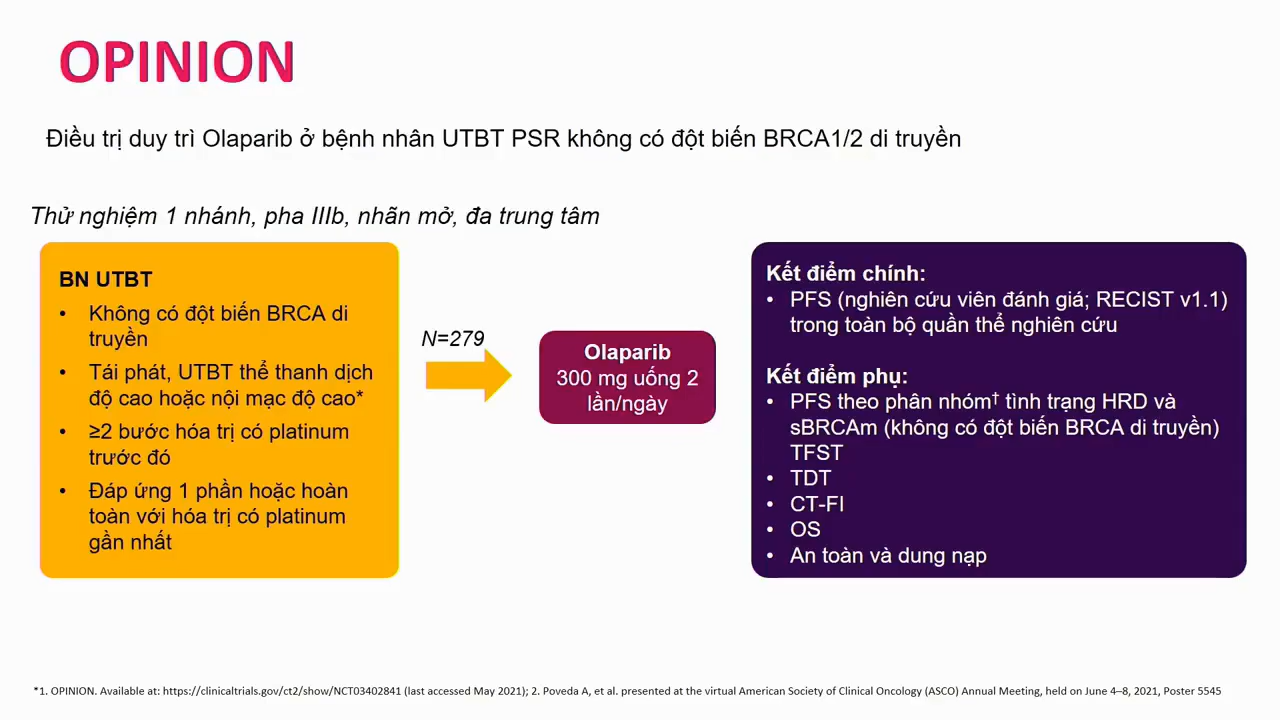 OPINION
Điều trị duy trì Olaparib ở bệnh nhân UTBT PSR không có đột biến BRCA1/2 di truyền
Thử nghiệm 1 nhánh, pha IIIb, nhãn mở, đa trung tâm
BN UTBT
• Không có đột biến BRCA di
truyền
• Tái phát, UTBT thể thanh dịch
độ cao hoặc nội mạc độ cao*
• ≥2 bước hóa trị có platinum
trước đó
• Đáp ứng 1 phần hoặc hoàn
toàn với hóa trị có platinum
gần nhất
N=279
Olaparib
300 mg uống 2
lần/ngày
Kết điểm chính:
• PFS (nghiên cứu viên đánh giá; RECIST v1.1)
trong toàn bộ quần thể nghiên cứu
Kết điểm phụ:
• PFS theo phân nhóm† tình trạng HRD và
sBRCAm (không có đột biến BRCA di truyền)
TFST
• TDT
• CT-FI
• OS
• An toàn và dung nạp
*1. OPINION. Available at: https://clinicaltrials.gov/ct2/show/NCT03402841 (last accessed May 2021); 2. Poveda A, et al. presented at the virtual American Society of Clinical Oncology (ASCO) Annual Meeting, held on June 4–8, 2021, Poster 5545